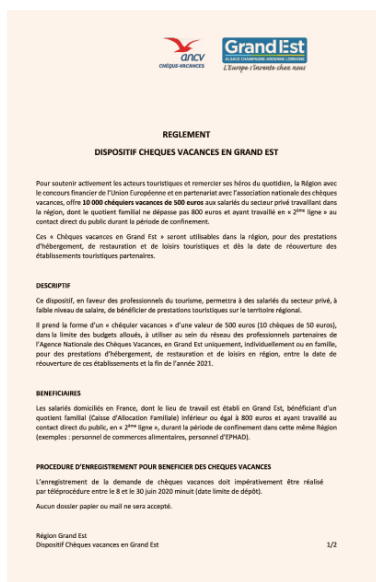 ancv
CHÈQUE-VACANCES
GrandEst
ALSACE CHAMPAGNE-ARDENNE LORRAINE
L'Europe s'invente chez nous
REGLEMENT
DISPOSITIF CHEQUES VACANCES EN GRAND EST
Pour soutenir activement les acteurs touristiques et remercier ses héros du quotidien, la Région avec
le concours financier de l'Union Européenne et en partenariat avec l'association nationale des chèques
vacances, offre 10 000 chéquiers vacances de 500 euros aux salariés du secteur privé travaillant dans
la région, dont le quotient familial ne dépasse pas 800 euros et ayant travaillé en « 2ème ligne » au
contact direct du public durant la période de confinement.
Ces « Chèques vacances en Grand Est » seront utilisables dans la région, pour des prestations
d'hébergement, de restauration et de loisirs touristiques et dès la date de réouverture des
établissements touristiques partenaires.
DESCRIPTIF
Ce dispositif, en faveur des professionnels du tourisme, permettra à des salariés du secteur privé, à
faible niveau de salaire, de bénéficier de prestations touristiques sur le territoire régional.
Il prend la forme d'un « chéquier vacances » d'une valeur de 500 euros (10 chèques de 50 euros),
dans la limite des budgets alloués, à utiliser au sein du réseau des professionnels partenaires de
l'Agence Nationale des Chèques Vacances, en Grand Est uniquement, individuellement ou en famille,
pour des prestations d'hébergement, de restauration et de loisirs en région, entre la date de
réouverture de ces établissements et la fin de l'année 2021.
BENEFICIAIRES
Les salariés domiciliés en France, dont le lieu de travail est établi en Grand Est, bénéficiant d'un
quotient familial (Caisse d'Allocation Familiale) inférieur ou égal à 800 euros et ayant travaillé au
contact direct du public, en « 2ème ligne », durant la période de confinement dans cette même Région
(exemples : personnel de commerces alimentaires, personnel d'EPHAD).
PROCEDURE D'ENREGISTREMENT POUR BENEFICIER DES CHEQUES VACANCES
L'enregistrement de la demande de chèques vacances doit impérativement être réalisé
par téléprocédure entre le 8 et le 30 juin 2020 minuit (date limite de dépôt).
Aucun dossier papier ou mail ne sera accepté.
Région Grand Est
Dispositif Chèques vacances en Grand Est 1/2